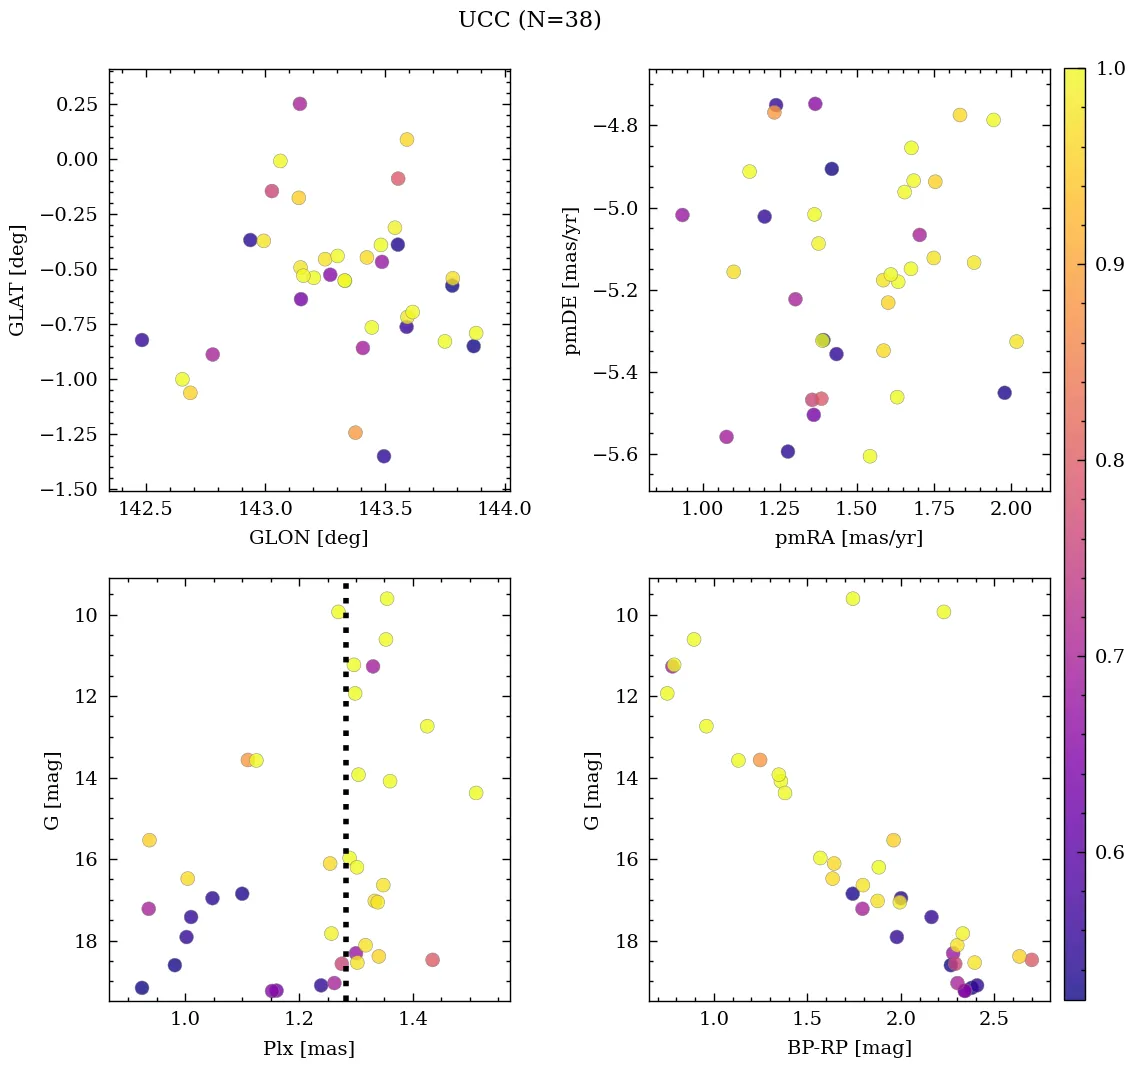 UCC (N=38)
0.25
0.00
−0.25
−0.50
−0.75
−1.00
−1.25
−1.50
GLAT [deg]
142.5 143.0 143.5 144.0
GLON [deg]
−4.8
−5.0
−5.2
−5.4
−5.6
pmDE [mas/yr]
1.00 1.25 1.50 1.75 2.00
pmRA [mas/yr]
1.0
0.9
0.8
0.7
0.6
10
12
14
16
18
G [mag]
1.0 1.2 1.4
Plx [mas]
10
12
14
16
18
G [mag]
1.0 1.5 2.0 2.5
BP-RP [mag]